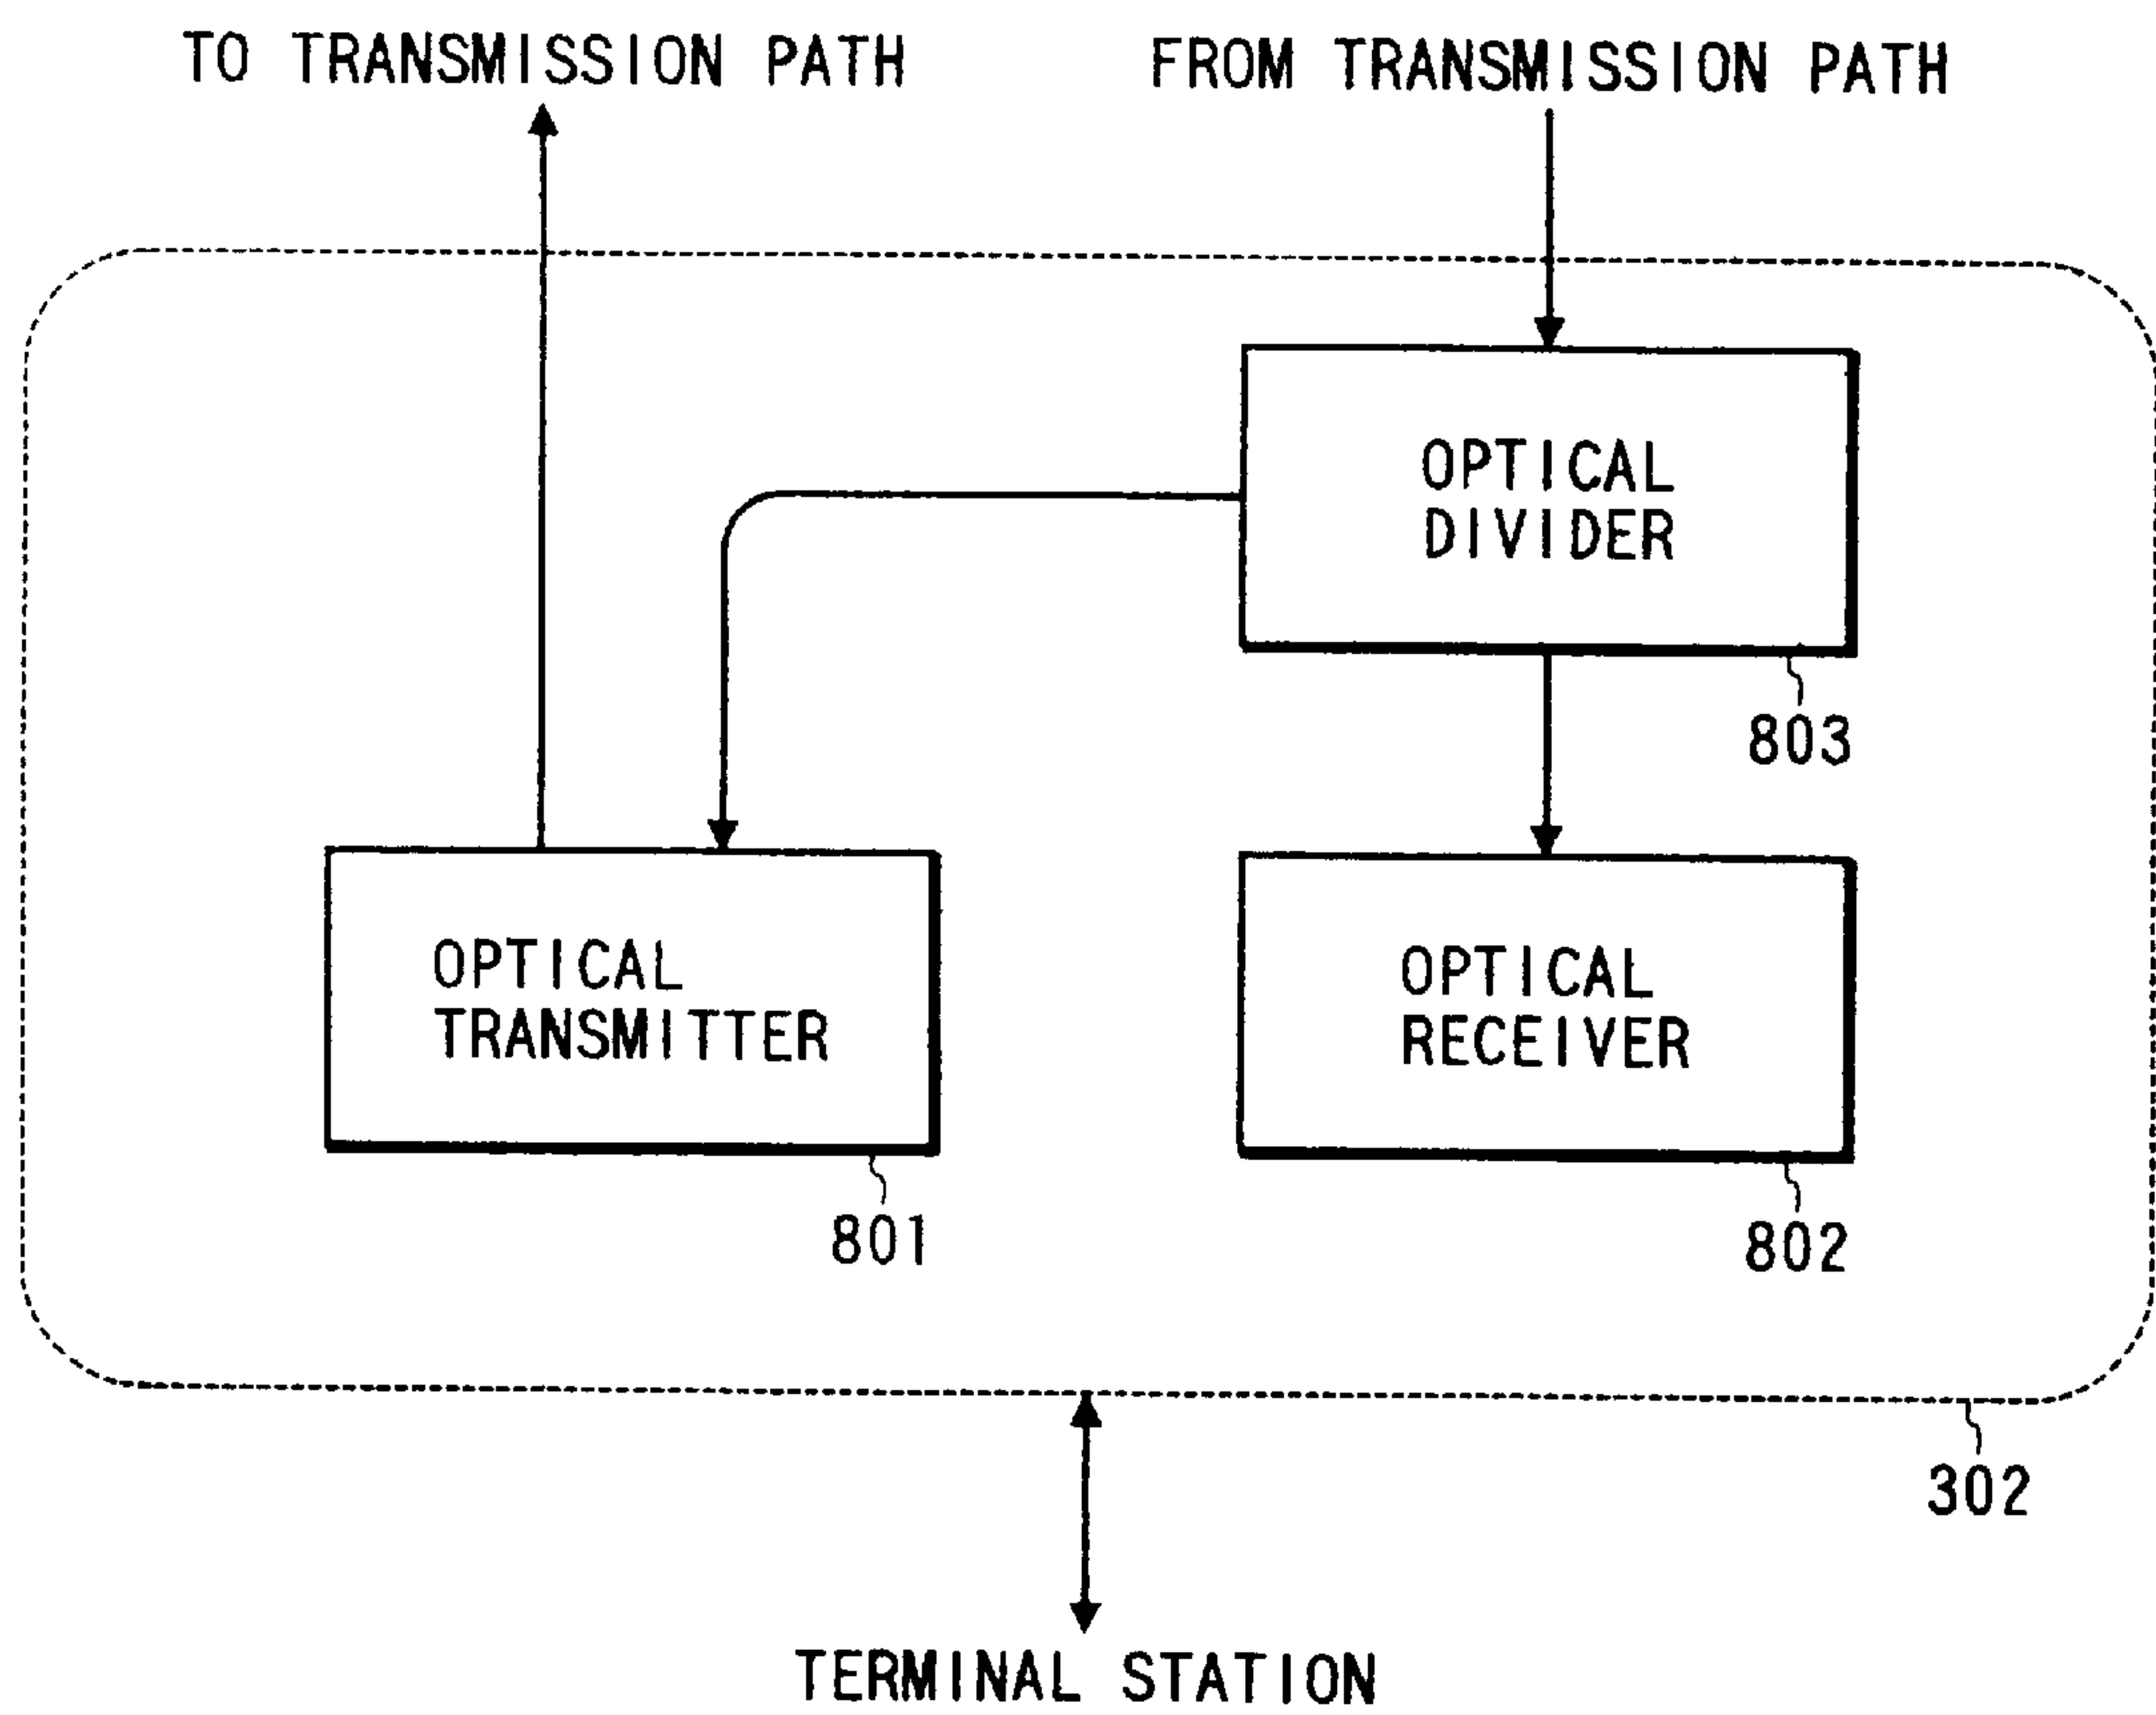 TO TRANSMISSION PATH
FROM TRANSMISSION PATH
OPTICAL
DIVIDER
803
OPTICAL
TRANSMITTER
801
OPTICAL
RECEIVER
802
302
TERMINAL STATION